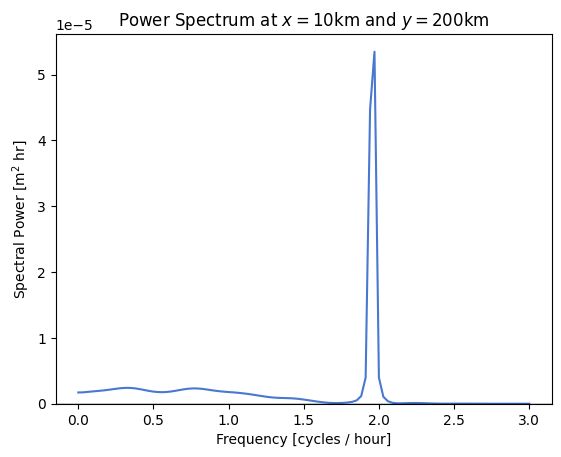 Power Spectrum at x = 10km and y = 200km
1e−5
5
4
3
2
1
0
Spectral Power [m² hr]
0.0 0.5 1.0 1.5 2.0 2.5 3.0
Frequency [cycles / hour]